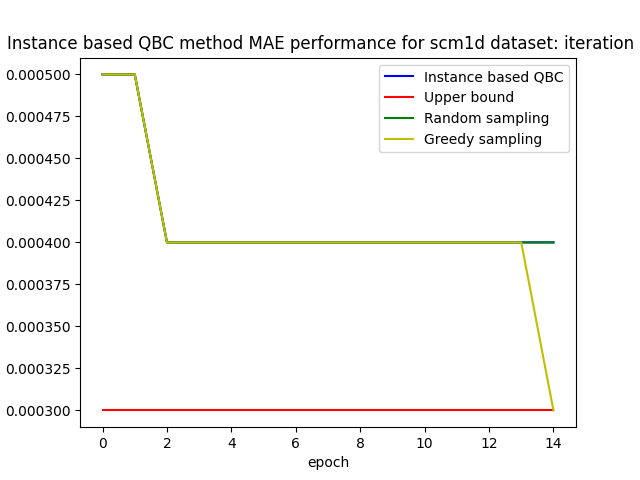 Instance based QBC method MAE performance for scm1d dataset: iteration
0.000500
0.000475
0.000450
0.000425
0.000400
0.000375
0.000350
0.000325
0.000300
Instance based QBC
Upper bound
Random sampling
Greedy sampling
0 2 4 6 8 10 12 14
epoch